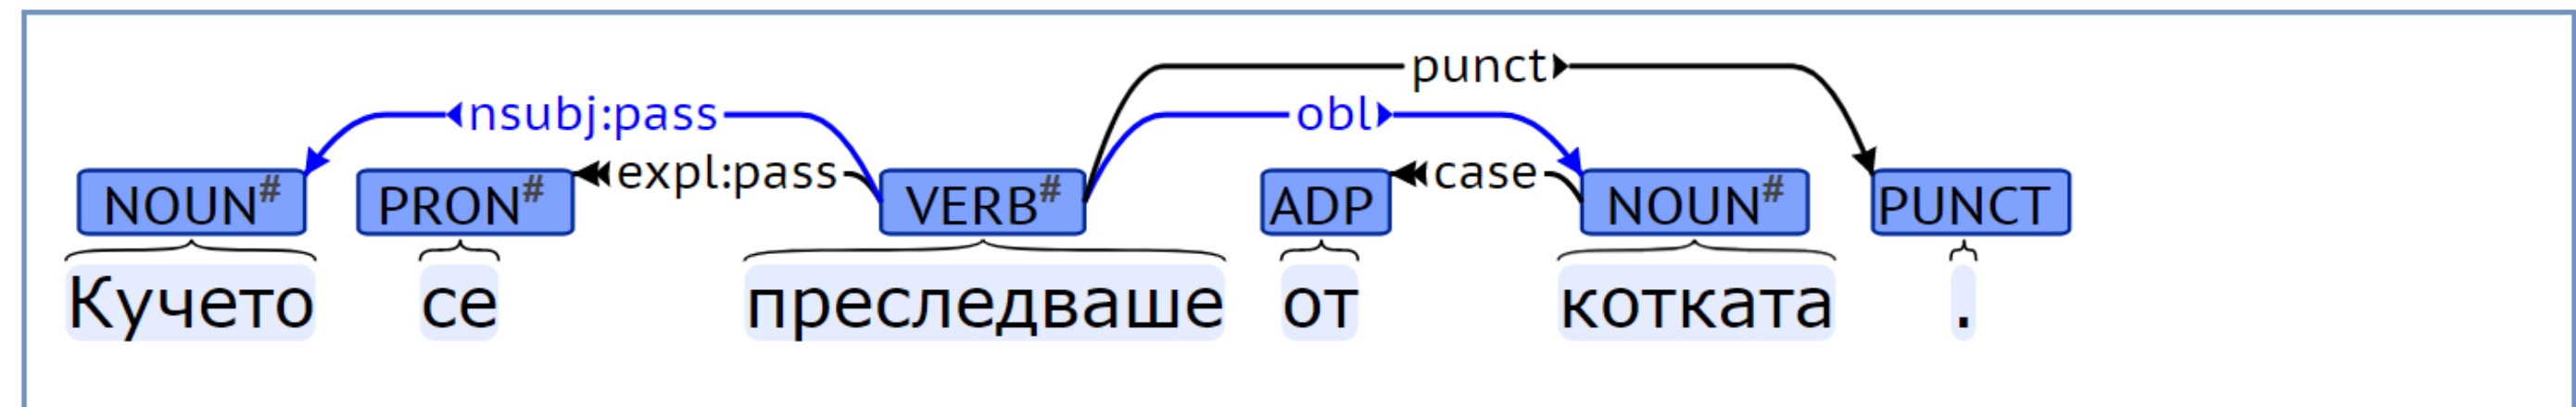 punct
nsubj:pass obl
expl:pass case
NOUN# PRON# VERB# ADP NOUN# PUNCT
Кучето се преследваше от котката .